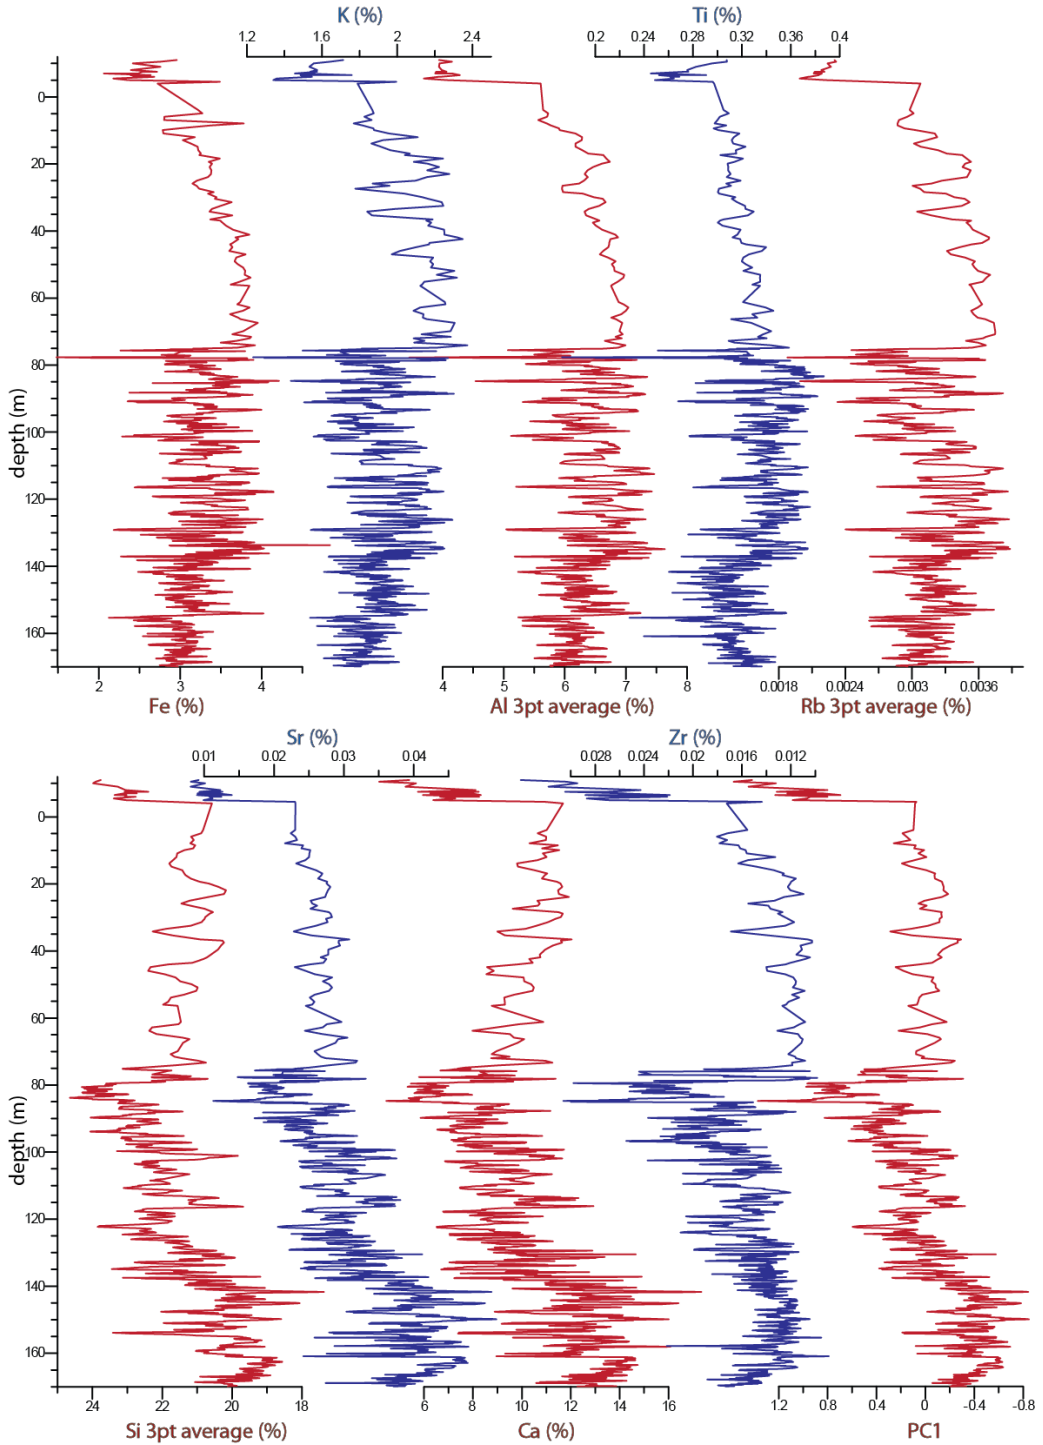 K (%)
Ti (%)
1.2 1.6 2 2.4
0.2 0.24 0.28 0.32 0.36 0.4
0
20
40
60
80
100
120
140
160
depth (m)
2 3 4
4 5 6 7 8
0.0018 0.0024 0.003 0.0036
Fe (%)
Al 3pt average (%)
Rb 3pt average (%)
Sr (%)
Zr (%)
0.01 0.02 0.03 0.04
0.028 0.024 0.02 0.016 0.012
0
20
40
60
80
100
120
140
160
depth (m)
24 22 20 18
6 8 10 12 14 16
1.2 0.8 0.4 0 -0.4 -0.8
Si 3pt average (%)
Ca (%)
PC1